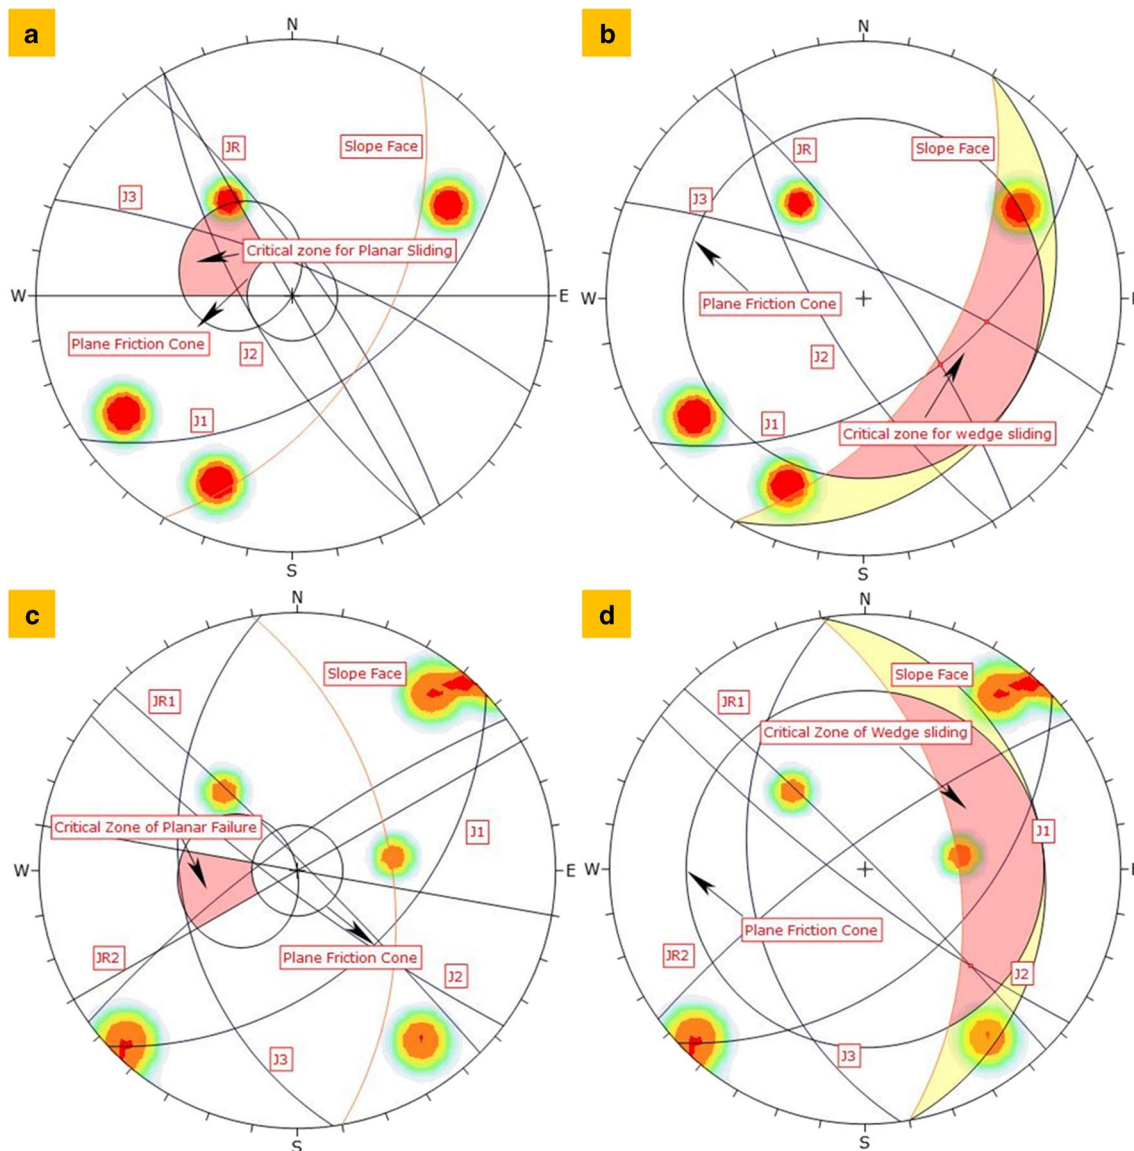 a
N
JR
Slope Face
J3
Critical zone for Planar Sliding
W
E
Plane Friction Cone
J2
J1
S
b
N
JR
Slope Face
J3
W
Plane Friction Cone
J2
J1
Critical zone for wedge sliding
S
c
N
Slope Face
JR1
Critical Zone of Planar Failure
J1
W
E
JR2
Plane Friction Cone
J2
J3
S
d
N
Slope Face
JR1
Critical Zone of Wedge sliding
J1
W
Plane Friction Cone
JR2
J2
J3
S